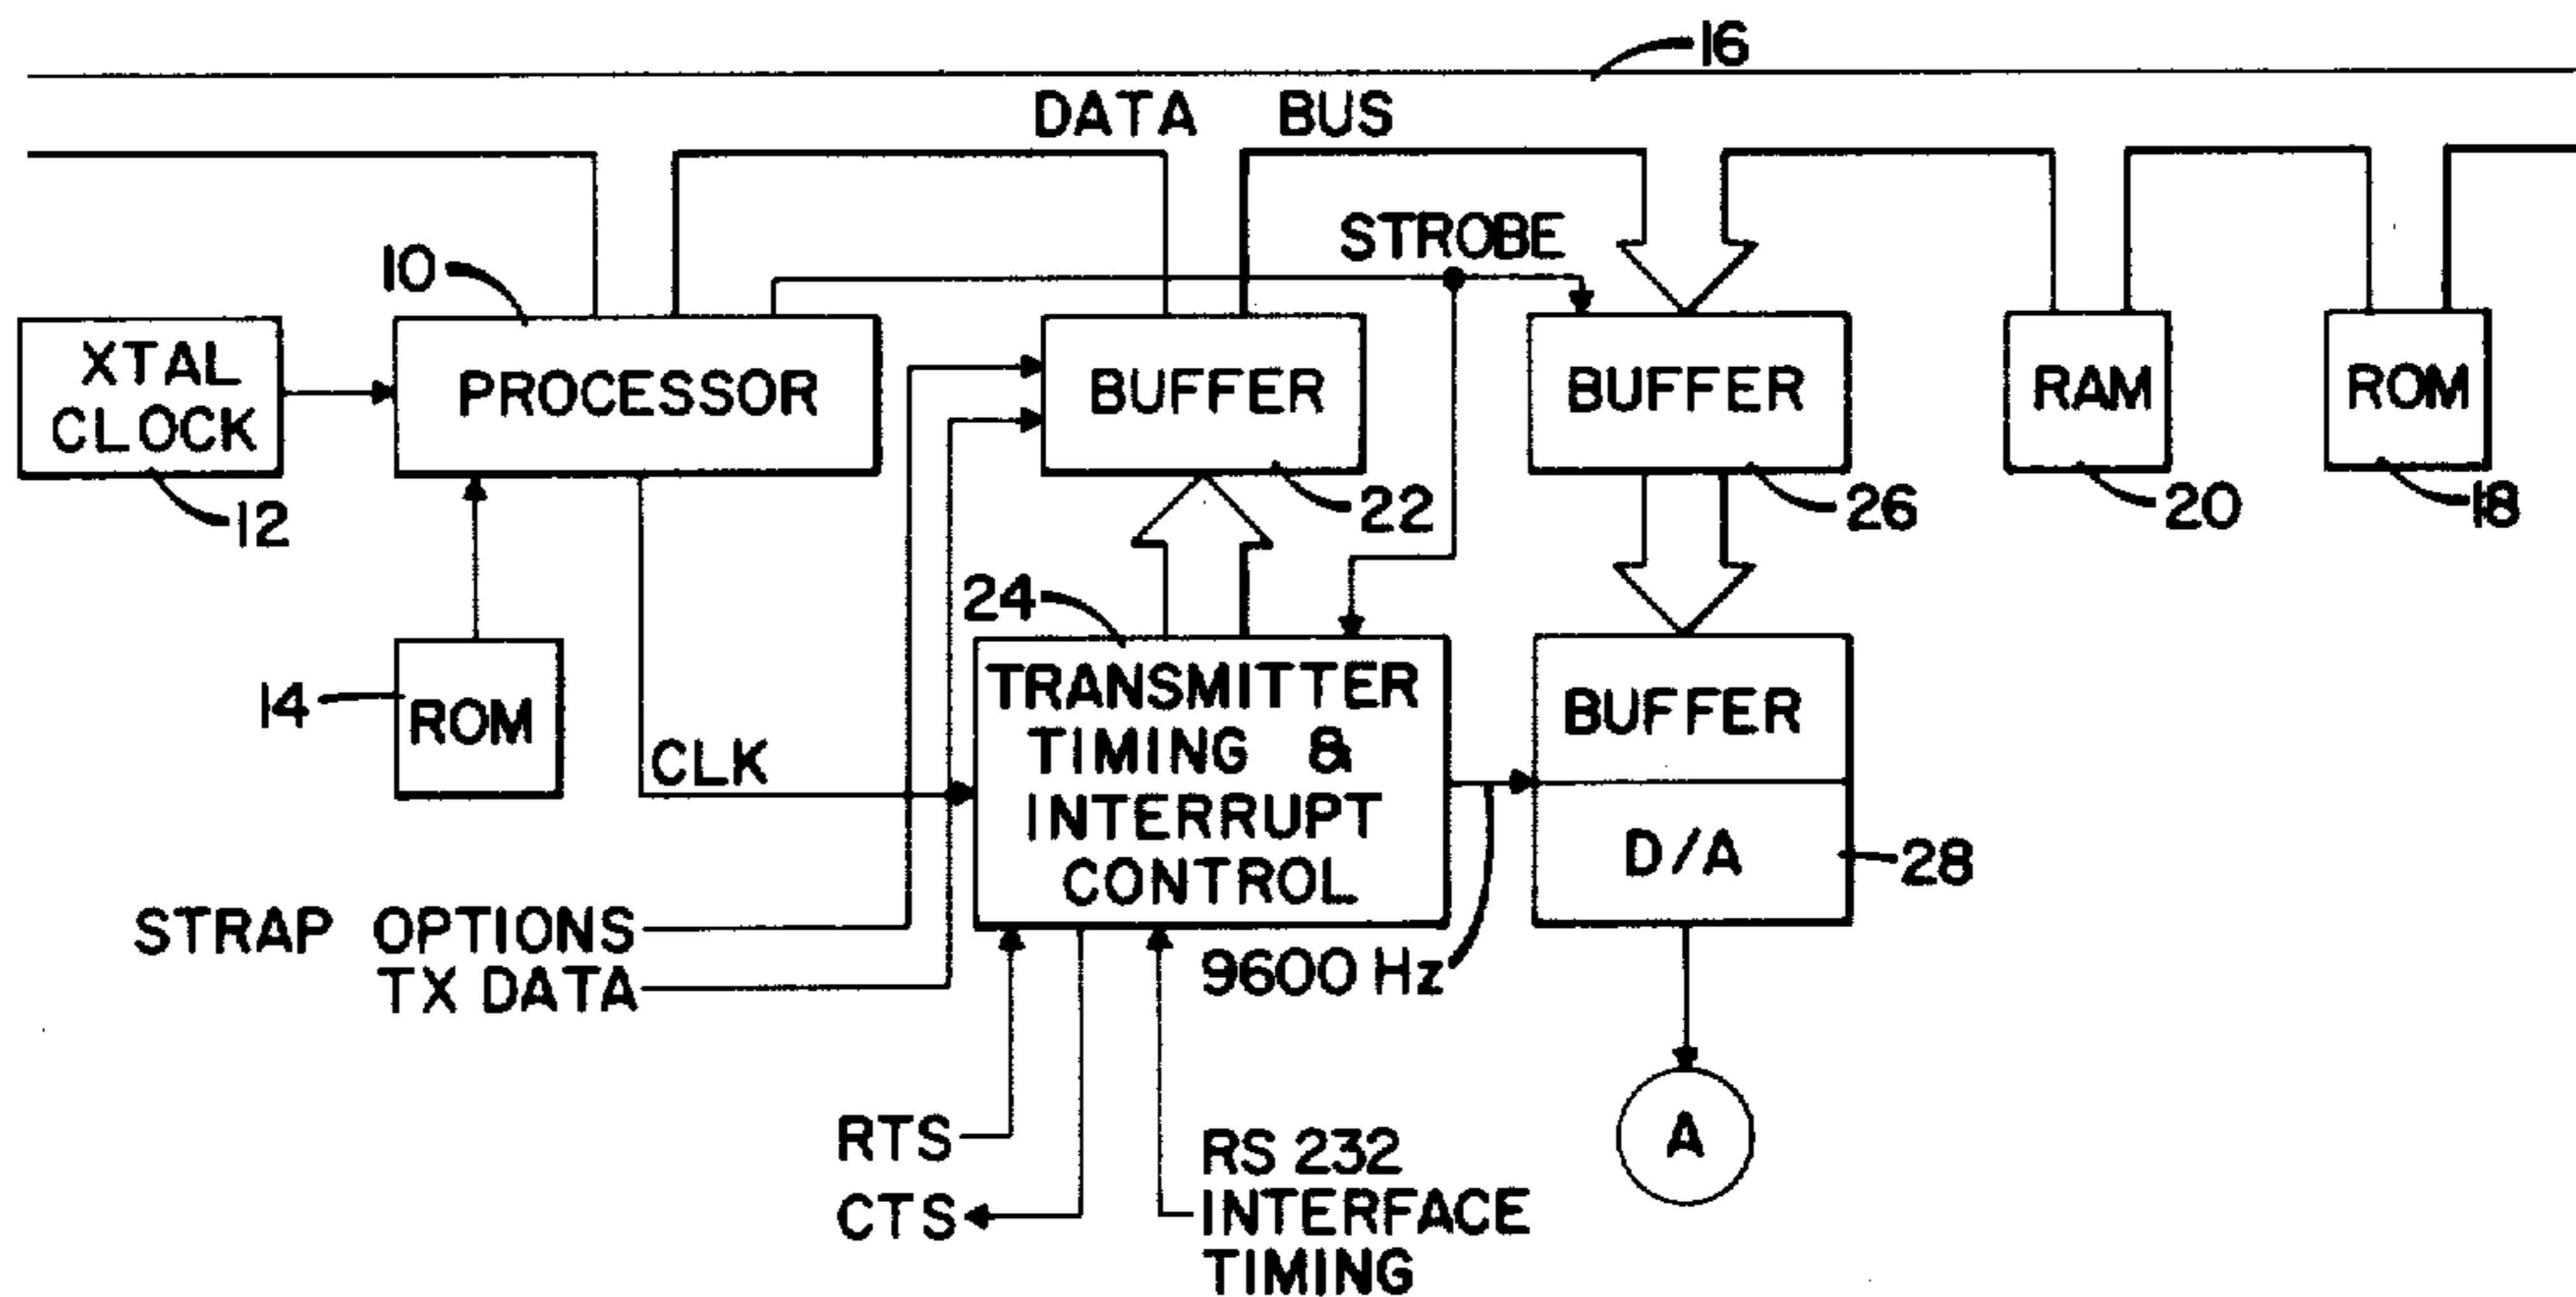 16
DATA BUS
STROBE
10
XTAL
CLOCK
PROCESSOR
BUFFER
BUFFER
RAM
ROM
12
22
26
20
18
24
14
ROM
CLK
TRANSMITTER
TIMING &
INTERRUPT
CONTROL
BUFFER
D/A
28
STRAP OPTIONS
TX DATA
9600 Hz
RTS
CTS
RS 232
INTERFACE
TIMING
A